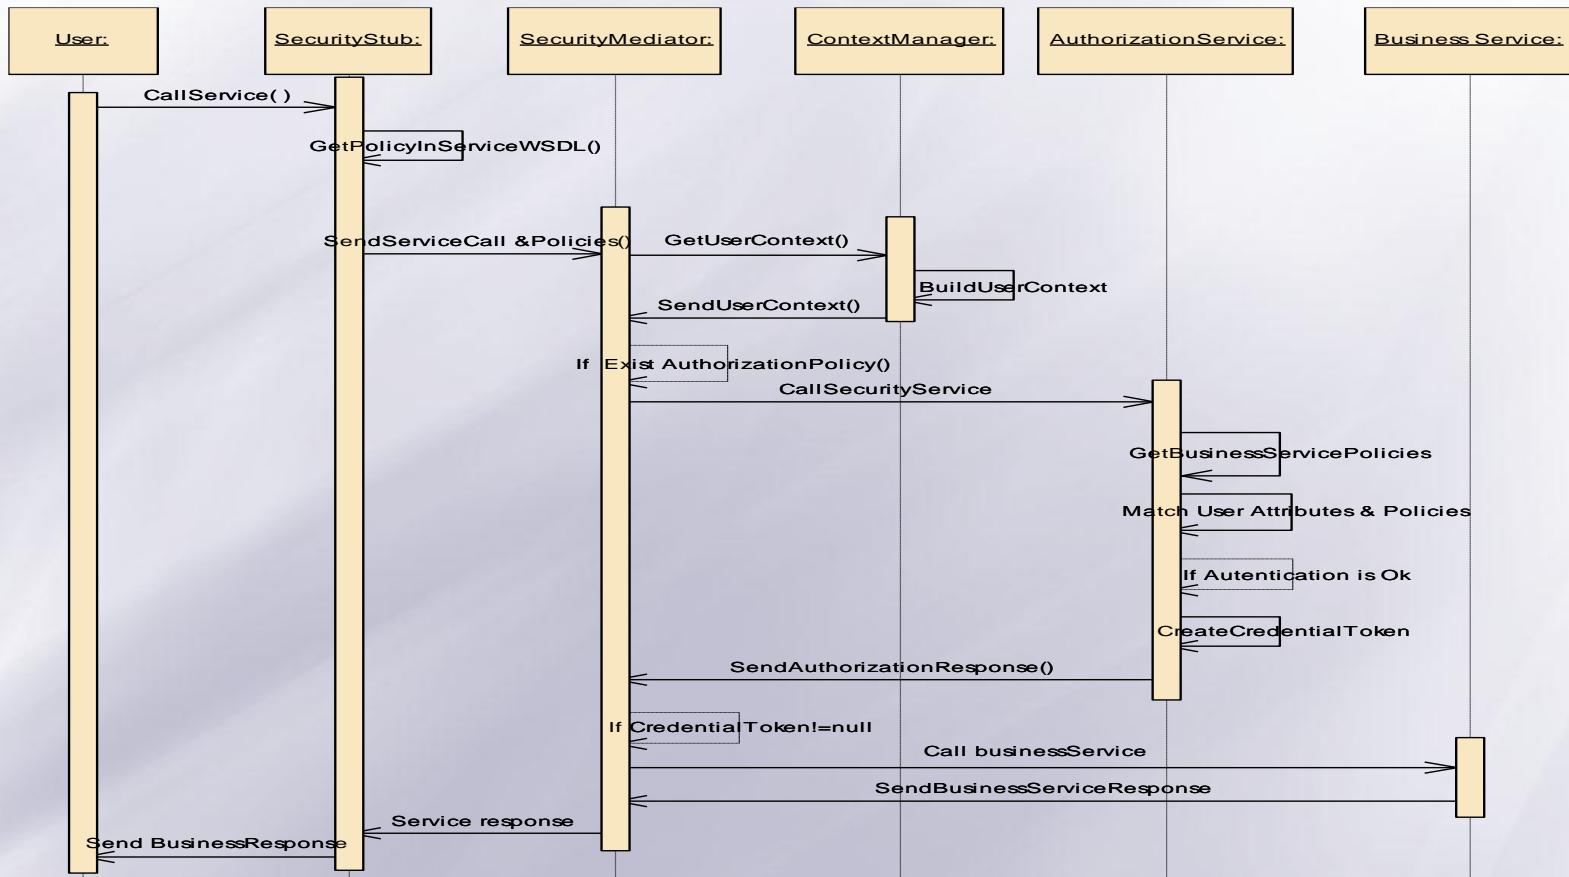 User:
SecurityStub:
SecurityMediator:
ContextManager:
AuthorizationService:
Business Service:
CallService( )
GetPolicyInServiceWSDL()
SendServiceCall &Policies()
GetUserContext()
BuildUserContext
SendUserContext()
If Exist AuthorizationPolicy()
CallSecurityService
GetBusinessServicePolicies
Match User Attributes & Policies
If Autentication is Ok
CreateCredentialToken
SendAuthorizationResponse()
If CredentialToken!=null
Call businessService
SendBusinessServiceResponse
Service response
Send BusinessResponse